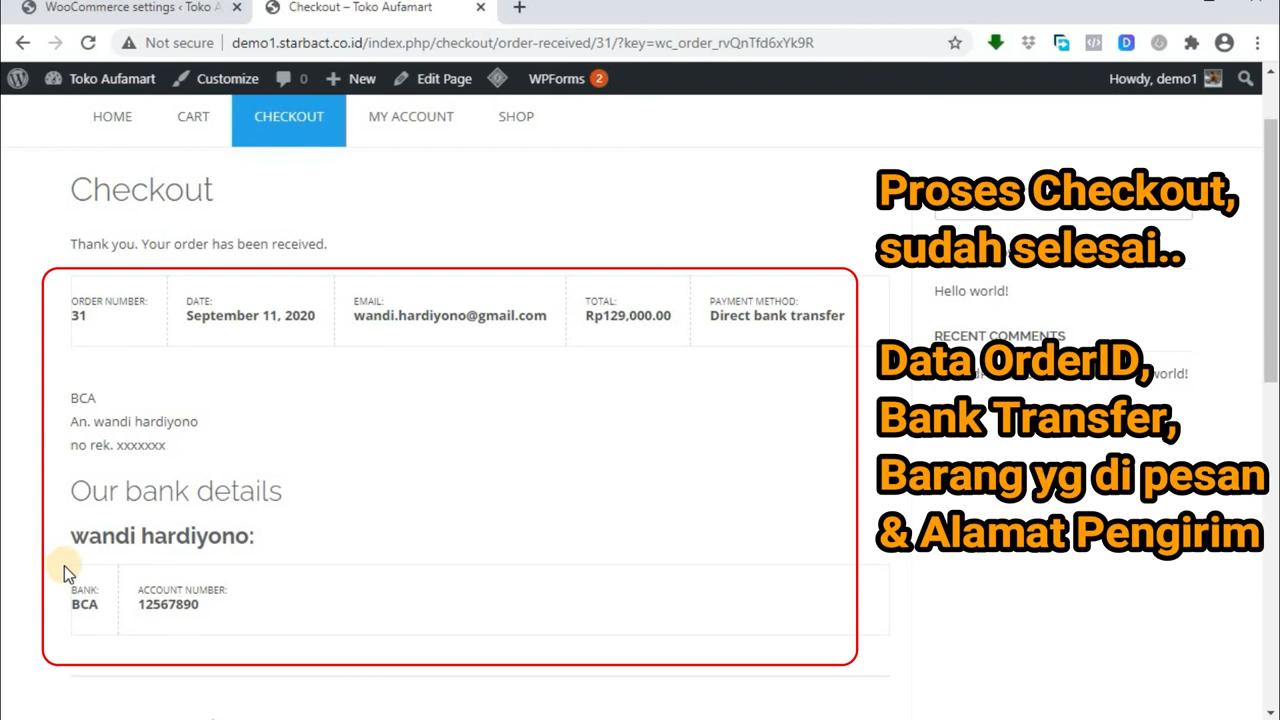 WooCommerce settings ‹ Toko A
Checkout – Toko Aufamart
Not secure
demo1.starbact.co.id/index.php/checkout/order-received/31/?key=wc_order_rvQnTfd6xYk9R
Toko Aufamart
Customize
0
New
Edit Page
WPForms 2
Howdy, demo1
HOME
CART
CHECKOUT
MY ACCOUNT
SHOP
Checkout
Thank you. Your order has been received.
ORDER NUMBER:
31
DATE:
September 11, 2020
EMAIL:
wandi.hardiyono@gmail.com
TOTAL:
Rp129,000.00
PAYMENT METHOD:
Direct bank transfer
BCA
An. wandi hardiyono
no rek. xxxxxxx
Our bank details
wandi hardiyono:
BANK:
BCA
ACCOUNT NUMBER:
12567890
Proses Checkout,
sudah selesai..
Hello world!
RECENT COMMENTS
world!
Data OrderID,
Bank Transfer,
Barang yg di pesan
& Alamat Pengirim